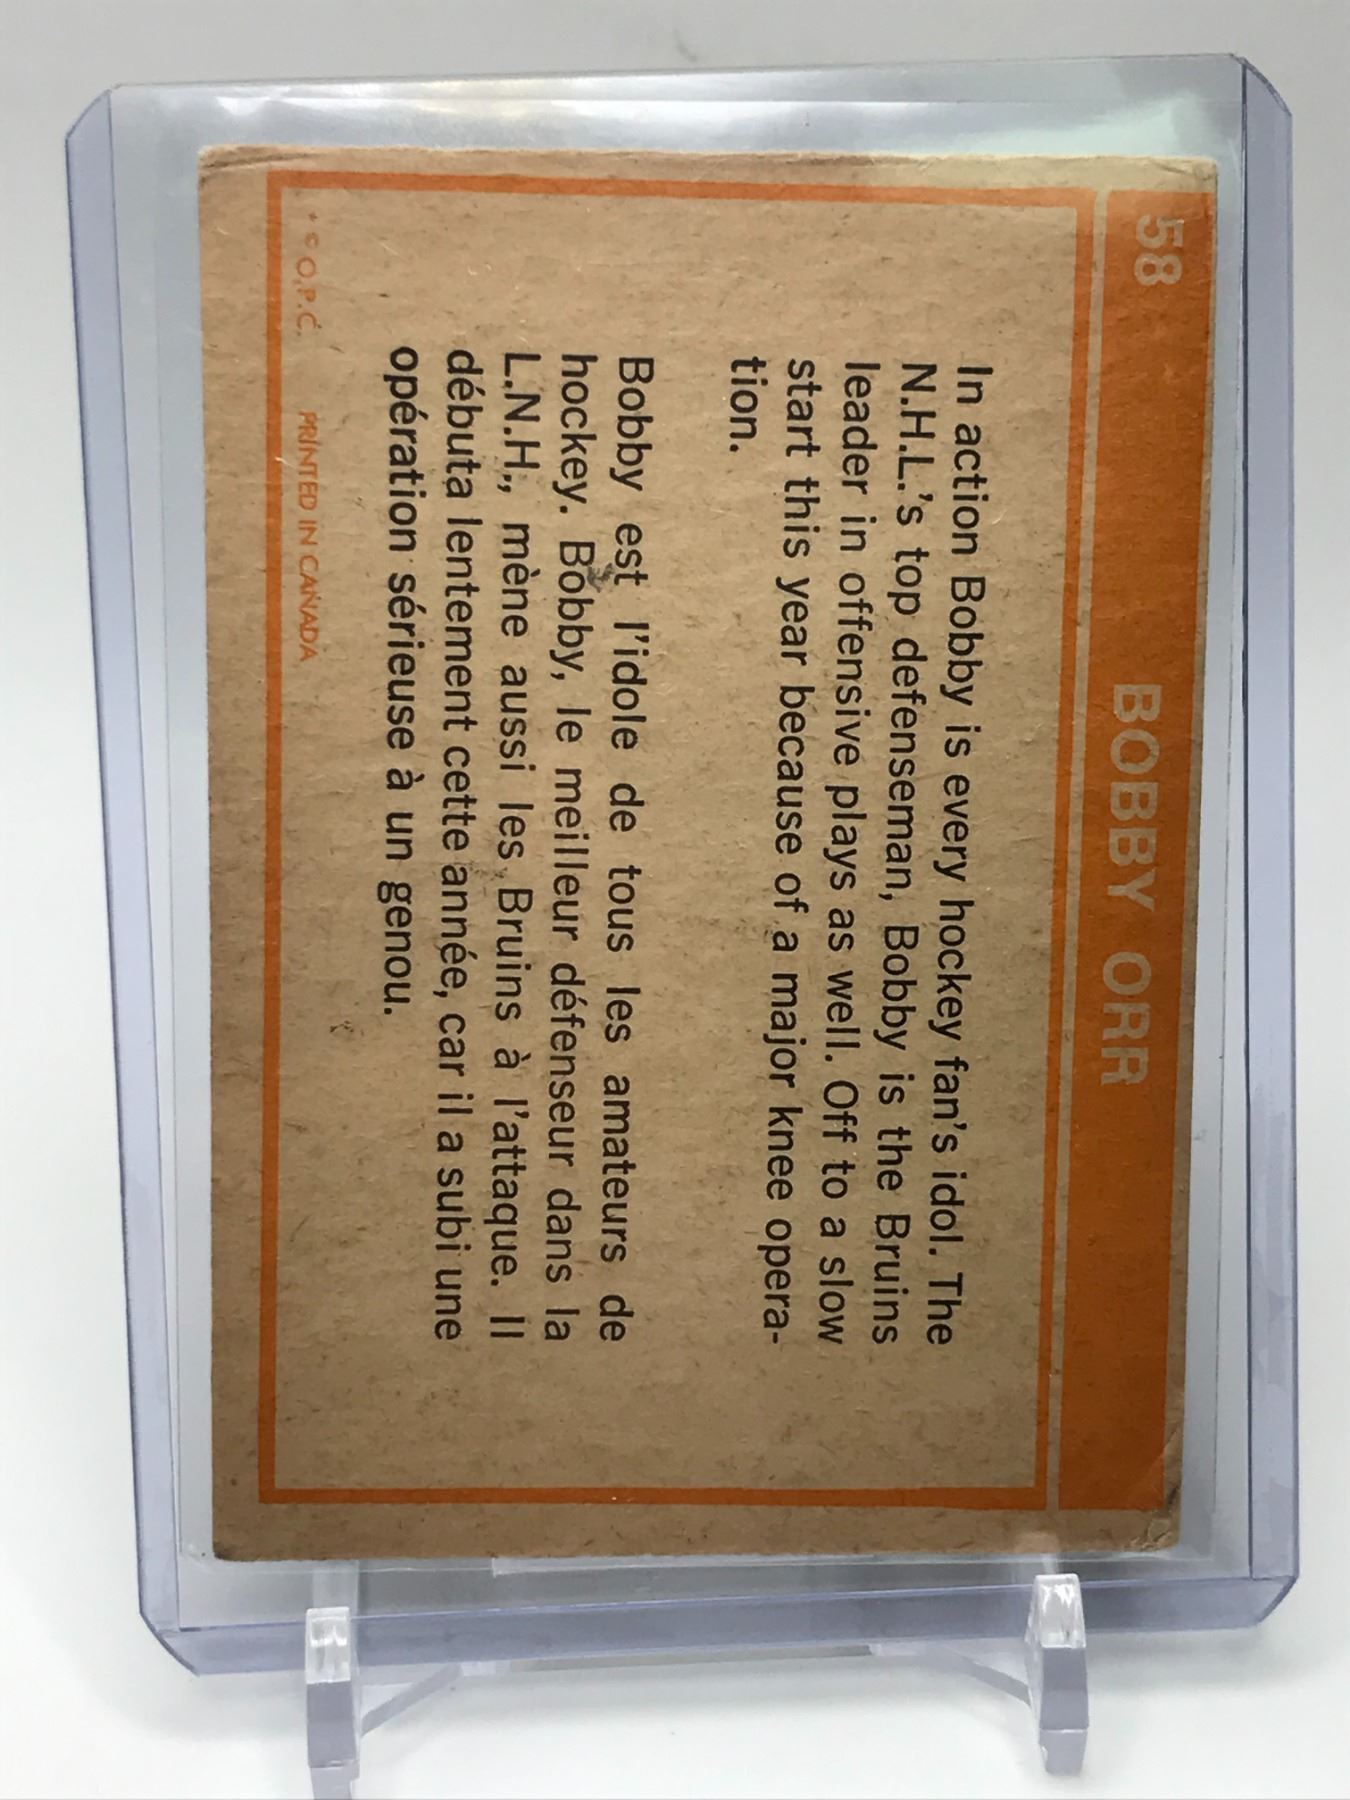 58
BOBBY ORR
In action Bobby is every hockey fan's idol. The
N.H.L.'s top defenseman, Bobby is the Bruins
leader in offensive plays as well. Off to a slow
start this year because of a major knee opera-
tion.
Bobby est l'idole de tous les amateurs de
hockey. Bobby, le meilleur défenseur dans la
L.N.H., mène aussi les Bruins à l'attaque. Il
débuta lentement cette année, car il a subi une
opération sérieuse à un genou.
* © O.P.C. PRINTED IN CANADA